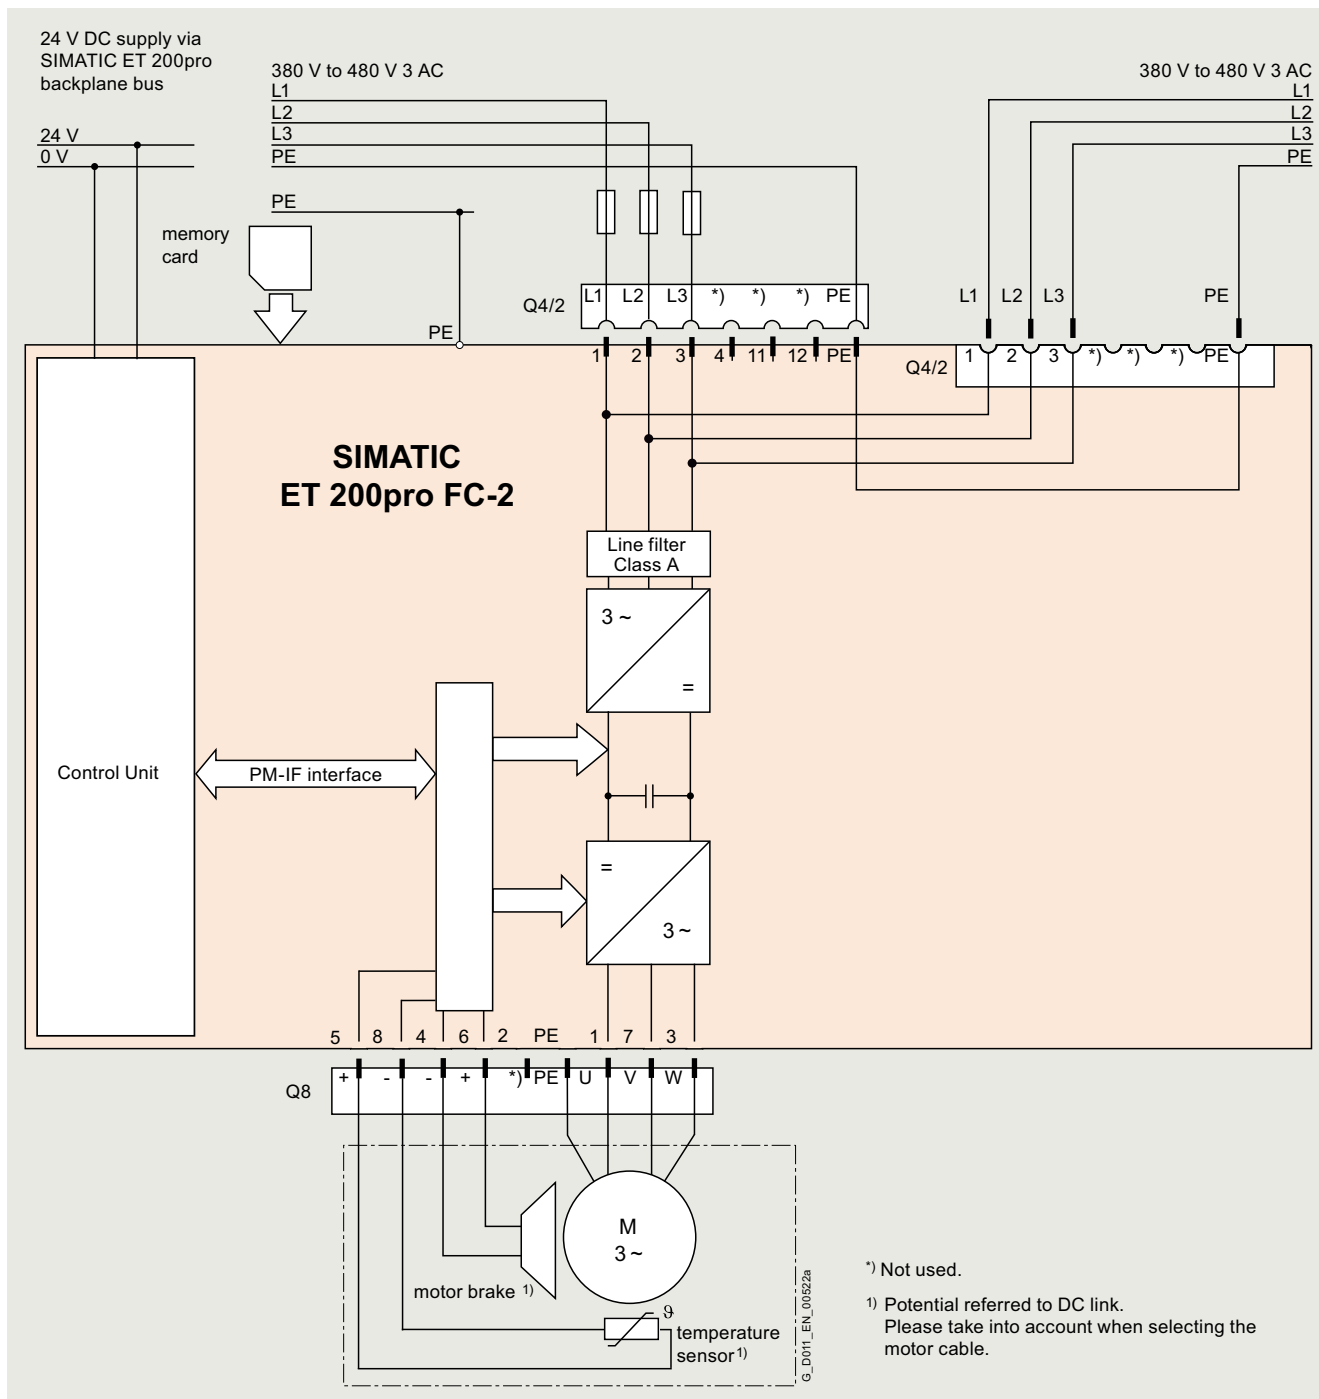 24 V DC supply via
SIMATIC ET 200pro
backplane bus
24 V
0 V
380 V to 480 V 3 AC
L1
L2
L3
PE
PE
380 V to 480 V 3 AC
L1
L2
L3
PE
memory
card
PE
Q4/2
L1 L2 L3 *) *) *) PE
1 2 3 4 11 12 PE
L1 L2 L3 PE
Q4/2
1 2 3 *) *) *) PE
SIMATIC
ET 200pro FC-2
Line filter
Class A
3 ~
=
Control Unit
PM-IF interface
=
3 ~
5 8 4 6 2 PE 1 7 3
Q8
+ - - + *) PE U V W
M
3 ~
motor brake 1)
ϑ
temperature
sensor 1)
G_D011_EN_00522a
*) Not used.
1) Potential referred to DC link.
Please take into account when selecting the
motor cable.